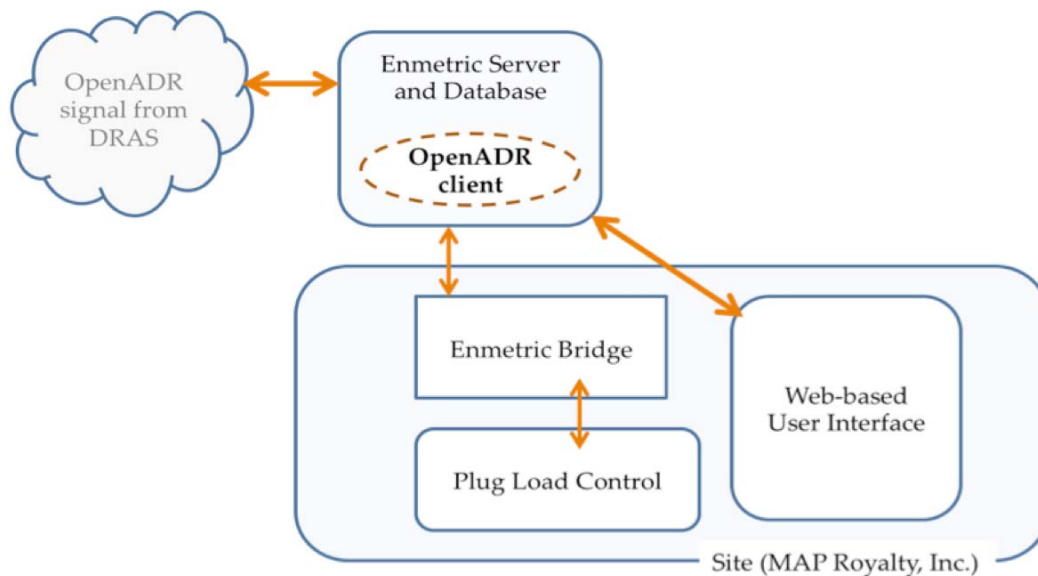 OpenADR
signal from
DRAS
Enmetric Server
and Database
OpenADR
client
Enmetric Bridge
Plug Load Control
Web-based
User Interface
Site (MAP Royalty, Inc.)